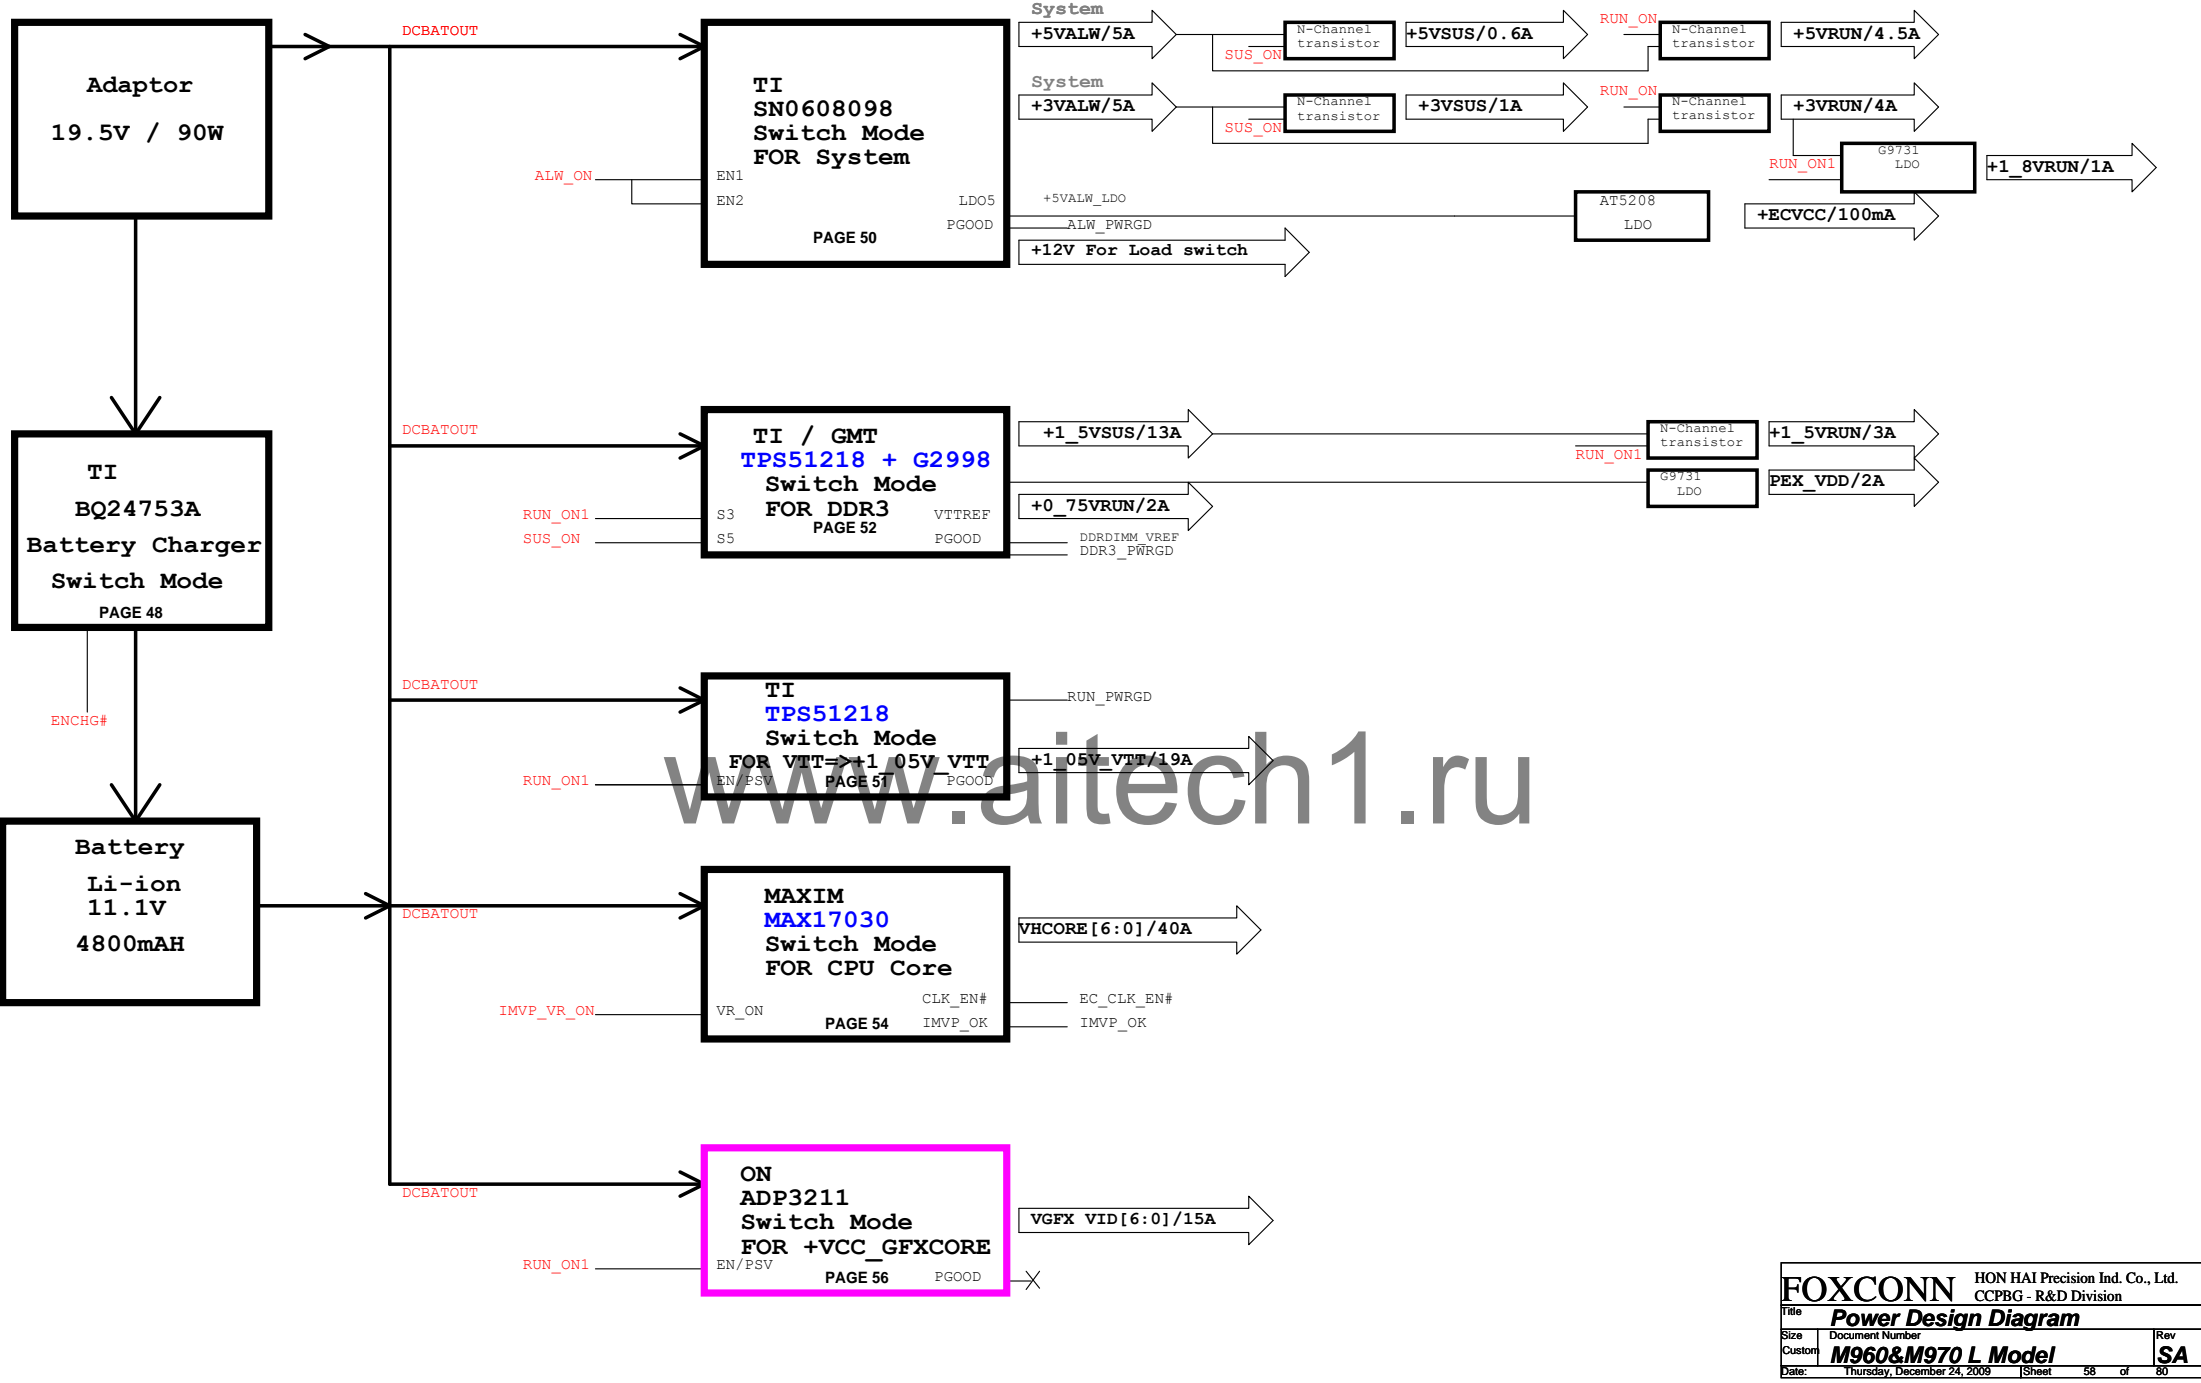 Adaptor
19.5V / 90W
TI
BQ24753A
Battery Charger
Switch Mode
PAGE 48
ENCHG#
Battery
Li-ion
11.1V
4800mAH
DCBATOUT
TI
SN0608098
Switch Mode
FOR System
ALW_ON
EN1
EN2
LDO5
PGOOD
PAGE 50
System
+5VALW/5A
SUS_ON
N-Channel
transistor
+5VSUS/0.6A
RUN_ON
N-Channel
transistor
+5VRUN/4.5A
System
+3VALW/5A
SUS_ON
N-Channel
transistor
+3VSUS/1A
RUN_ON
N-Channel
transistor
+3VRUN/4A
RUN_ON1
G9731
LDO
+1_8VRUN/1A
+5VALW_LDO
ALW_PWRGD
AT5208
LDO
+ECVCC/100mA
+12V For Load switch
DCBATOUT
TI / GMT
TPS51218 + G2998
Switch Mode
FOR DDR3
PAGE 52
RUN_ON1
SUS_ON
S3
S5
VTTREF
PGOOD
+1_5VSUS/13A
RUN_ON1
N-Channel
transistor
+1_5VRUN/3A
G9731
LDO
PEX_VDD/2A
+0_75VRUN/2A
DDRDIMM_VREF
DDR3_PWRGD
DCBATOUT
TI
TPS51218
Switch Mode
FOR VTT=>+1_05V_VTT
RUN_ON1
EN/PSV
PAGE 51
PGOOD
RUN_PWRGD
+1_05V_VTT/19A
www.aitech1.ru
DCBATOUT
MAXIM
MAX17030
Switch Mode
FOR CPU Core
IMVP_VR_ON
VR_ON
PAGE 54
CLK_EN#
IMVP_OK
VHCORE[6:0]/40A
EC_CLK_EN#
IMVP_OK
DCBATOUT
ON
ADP3211
Switch Mode
FOR +VCC_GFXCORE
RUN_ON1
EN/PSV
PAGE 56
PGOOD
VGFX VID[6:0]/15A
FOXCONN
HON HAI Precision Ind. Co., Ltd.
CCPBG - R&D Division
Title
Power Design Diagram
Size
Custom
Document Number
M960&M970 L Model
Rev
SA
Date: Thursday, December 24, 2009
Sheet 58 of 80